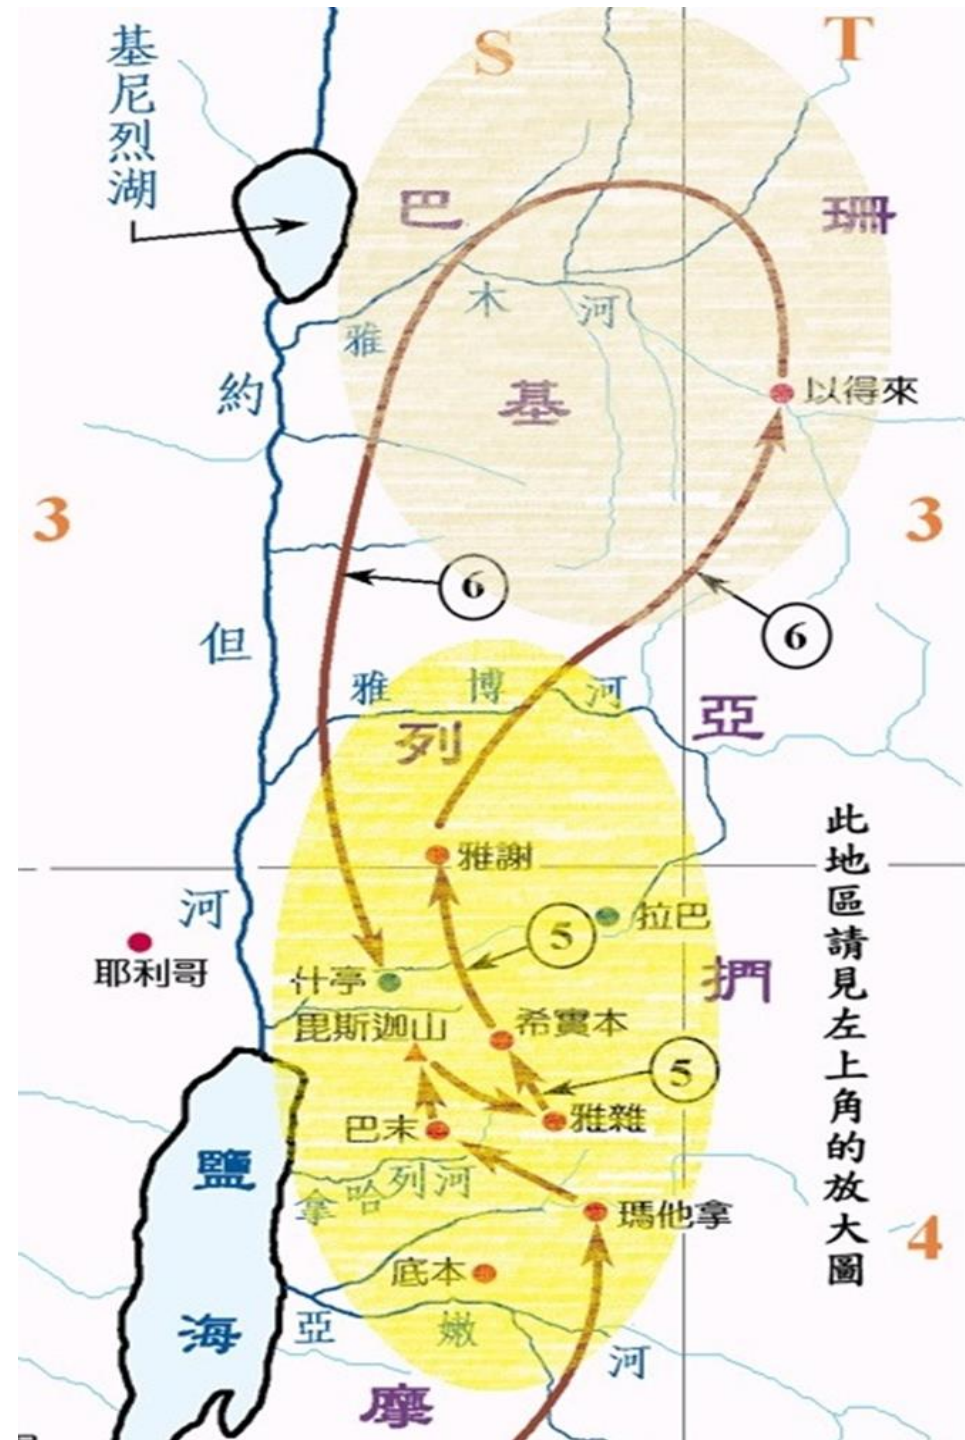 S
T
基尼烈湖
巴
珊
木
河
雅
約
基
以得來
3
3
6
6
但
雅
博
河
列
亞
此地區請見左上角的放大圖
雅謝
河
拉巴
5
耶利哥
什亭
捫
毘斯迦山
希實本
5
巴末
雅雜
鹽
列河
哈
拿
瑪他拿
4
底本
海
亞
嫩
河
摩